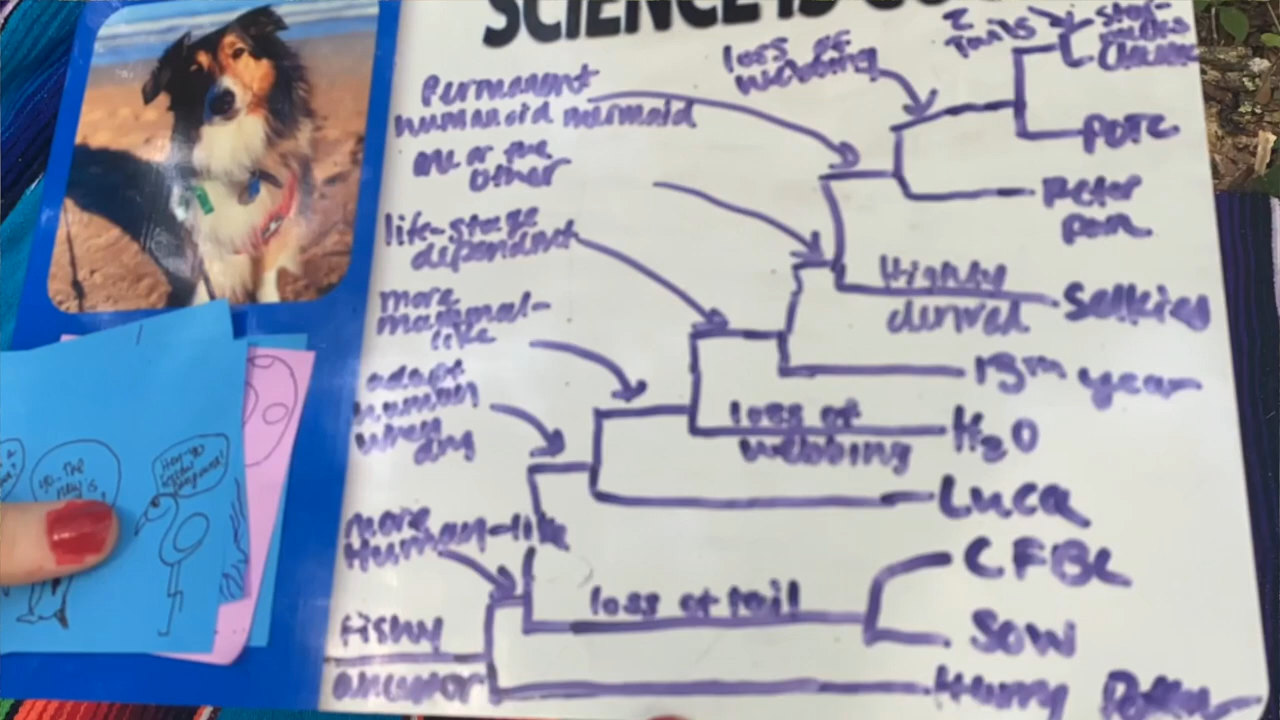 SCIENCE IS
2
Tails
loss of
webbing
Permanent
humanoid mermaid
POTC
Peter
pan
one or the
other
life-stage
dependent
Highly
derived
Selkies
more
mammal-
like
13th year
adapt
human
when
dry
loss of
webbing
H2O
Luca
more
Human-like
CFBL
loss of tail
SOW
fishy
ancestor
Harry Potter
yo-The